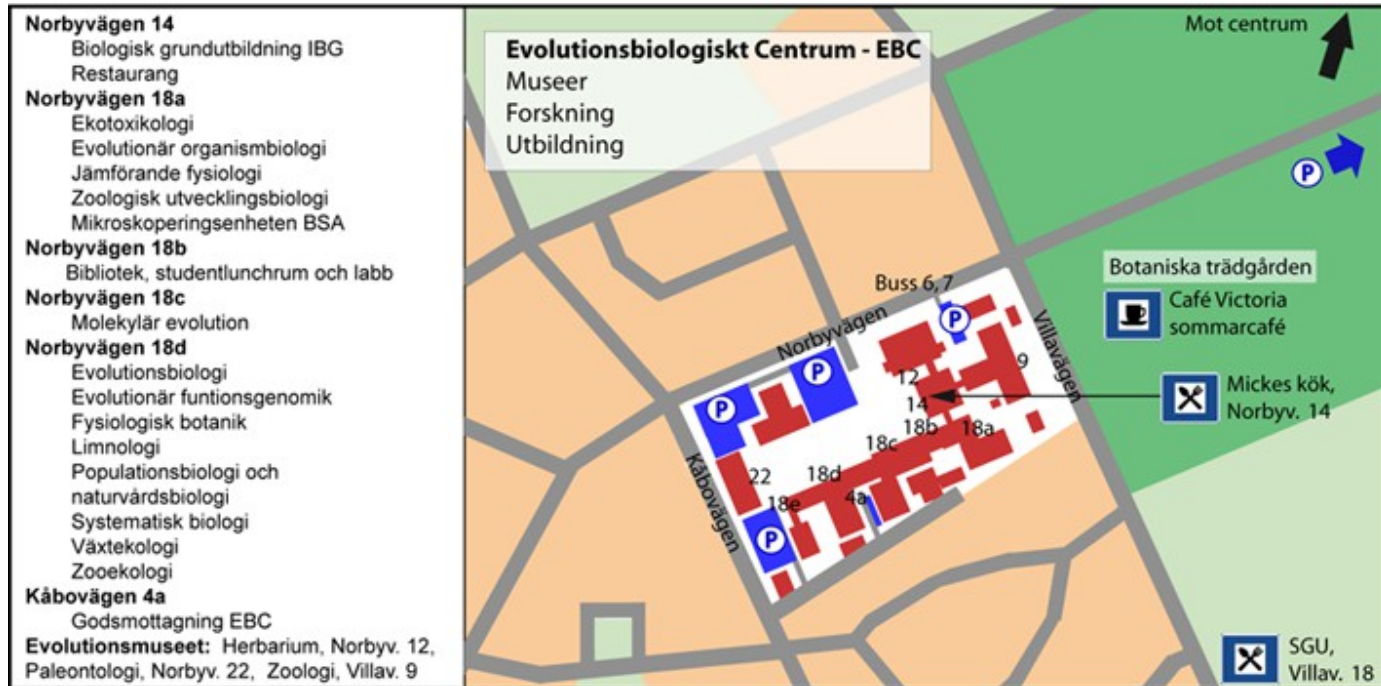 Norbyvägen 14
Biologisk grundutbildning IBG
Restaurang
Norbyvägen 18a
Ekotoxikologi
Evolutionär organismbiologi
Jämförande fysiologi
Zoologisk utvecklingsbiologi
Mikroskoperingsenheten BSA
Norbyvägen 18b
Bibliotek, studentlunchrum och labb
Norbyvägen 18c
Molekylär evolution
Norbyvägen 18d
Evolutionsbiologi
Evolutionär funtionsgenomik
Fysiologisk botanik
Limnologi
Populationsbiologi och
naturvårdsbiologi
Systematisk biologi
Växtekologi
Zooekologi
Kåbovägen 4a
Godsmottagning EBC
Evolutionsmuseet: Herbarium, Norbyv. 12,
Paleontologi, Norbyv. 22, Zoologi, Villav. 9
Evolutionsbiologiskt Centrum - EBC
Museer
Forskning
Utbildning
Mot centrum
P
Botaniska trädgården
Café Victoria
sommarcafé
Buss 6, 7
Norbyvägen
Villavägen
P
P
P
9
12
14
Mickes kök,
Norbyv. 14
18b
18a
18c
18d
22
4a
18e
Kåbovägen
P
SGU,
Villav. 18